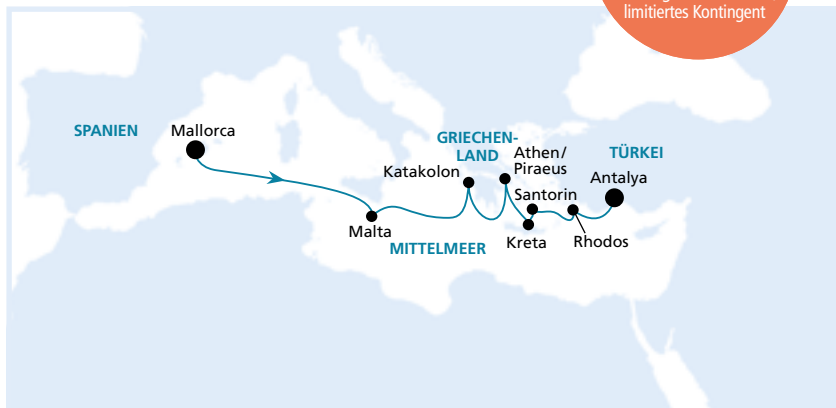 limitiertes Kontingent
SPANIEN
Mallorca
GRIECHEN-
LAND
Athen/
Piraeus
TÜRKEI
Katakolon
Santorin
Antalya
Malta
MITTELMEER
Kreta
Rhodos